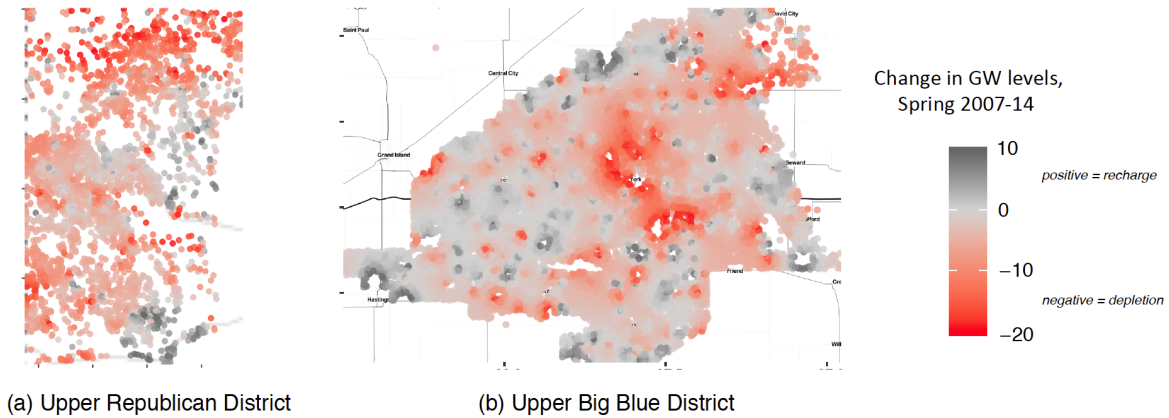 Saint Paul
David City
Central City
Grand Island
Seward
York
Friend
Hastings
Change in GW levels,
Spring 2007-14
10
positive = recharge
0
−10
negative = depletion
−20
(a) Upper Republican District
(b) Upper Big Blue District